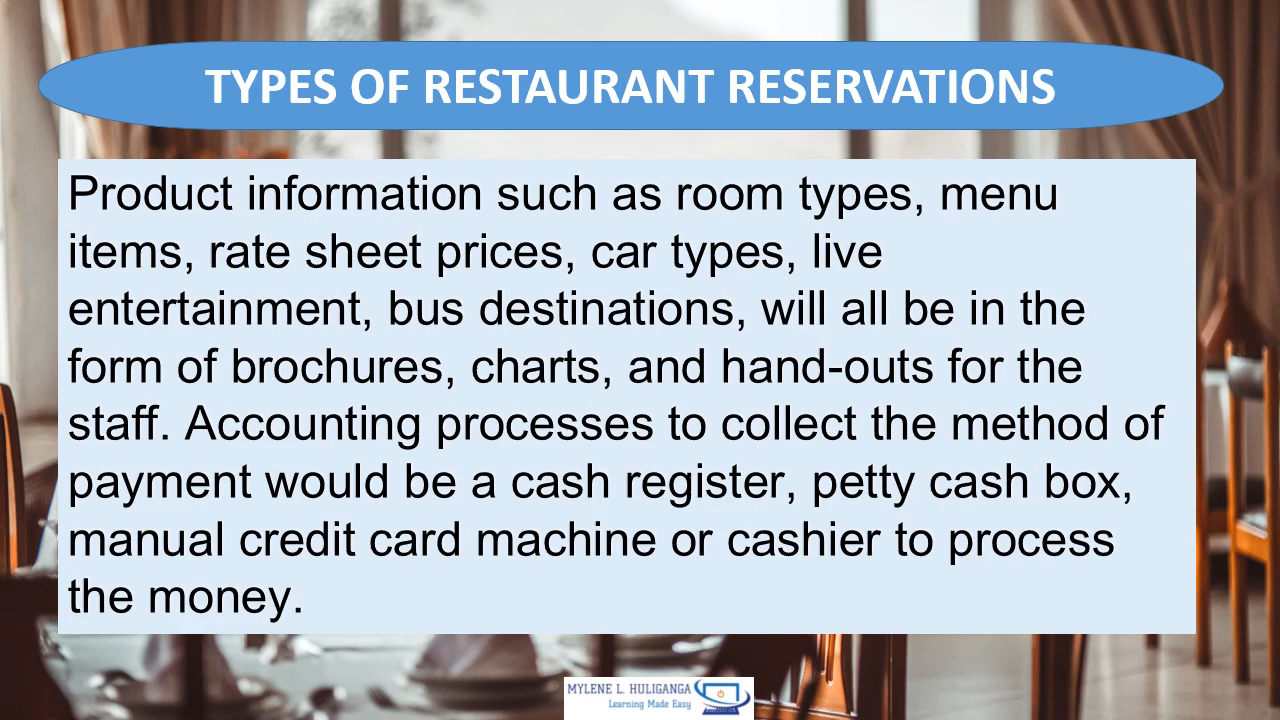 TYPES OF RESTAURANT RESERVATIONS
Product information such as room types, menu
items, rate sheet prices, car types, live
entertainment, bus destinations, will all be in the
form of brochures, charts, and hand-outs for the
staff. Accounting processes to collect the method of
payment would be a cash register, petty cash box,
manual credit card machine or cashier to process
the money.
MYLENE L. HULIGANGA
Learning Made Easy